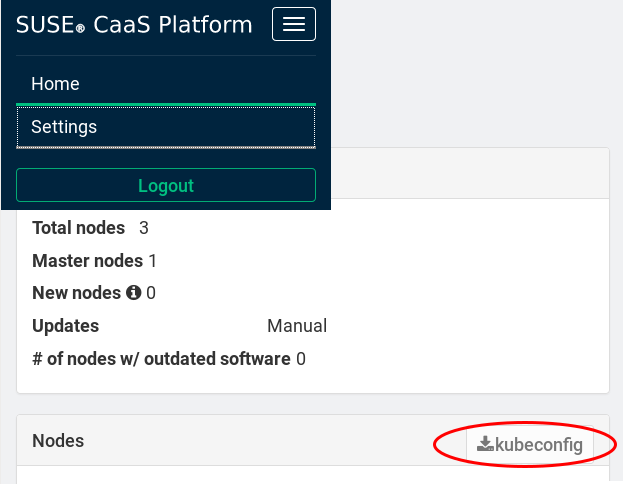 SUSE® CaaS Platform
Home
Settings
Logout
Total nodes 3
Master nodes 1
New nodes 0
Updates Manual
# of nodes w/ outdated software 0
Nodes kubeconfig